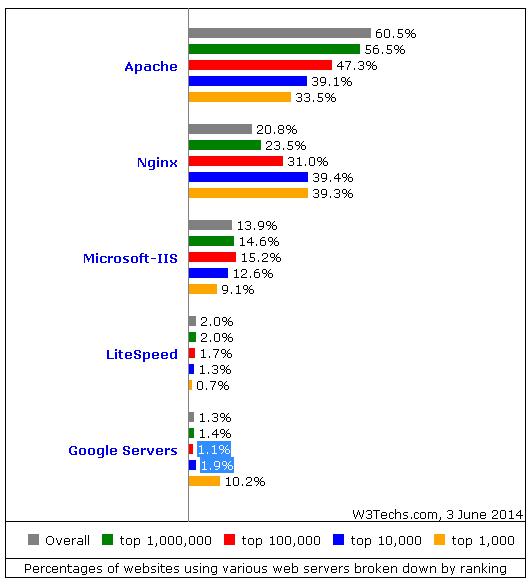 60.5%
56.5%
Apache 47.3%
39.1%
33.5%
20.8%
23.5%
Nginx 31.0%
39.4%
39.3%
13.9%
14.6%
Microsoft-IIS 15.2%
12.6%
9.1%
2.0%
2.0%
LiteSpeed 1.7%
1.3%
0.7%
1.3%
1.4%
Google Servers 1.1%
1.9%
10.2%
W3Techs.com, 3 June 2014
Overall top 1,000,000 top 100,000 top 10,000 top 1,000
Percentages of websites using various web servers broken down by ranking